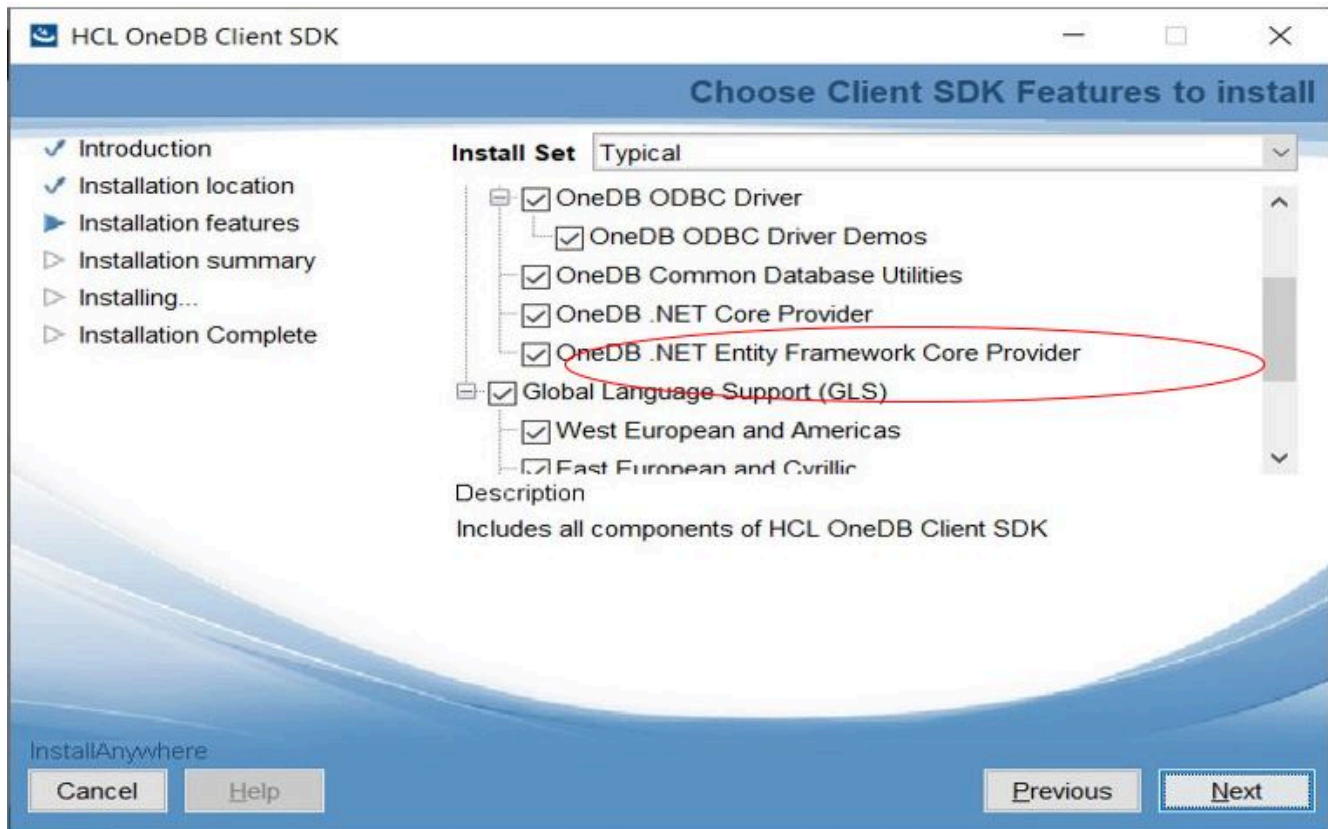 HCL OneDB Client SDK
Choose Client SDK Features to install
Introduction
Installation location
Installation features
Installation summary
Installing...
Installation Complete
Install Set Typical
OneDB ODBC Driver
OneDB ODBC Driver Demos
OneDB Common Database Utilities
OneDB .NET Core Provider
OneDB .NET Entity Framework Core Provider
Global Language Support (GLS)
West European and Americas
East European and Cyrillic
Description
Includes all components of HCL OneDB Client SDK
InstallAnywhere
Cancel Help Previous Next